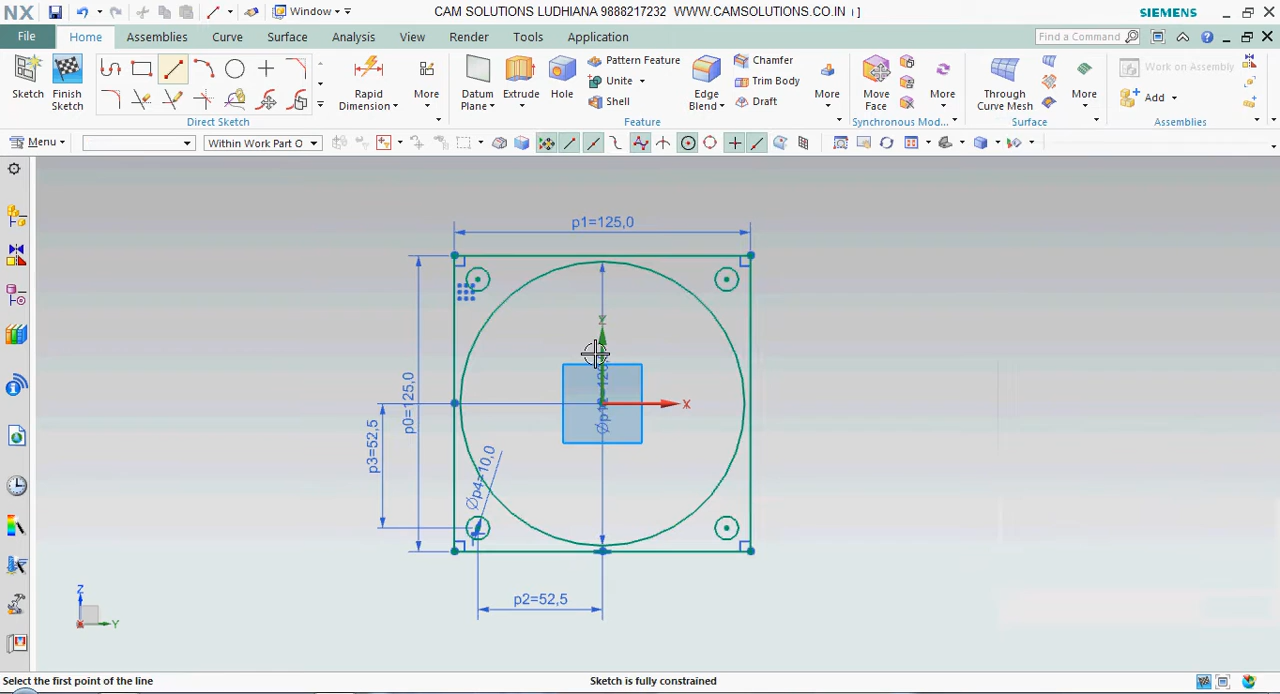 NX
Window
CAM SOLUTIONS LUDHIANA 9888217232 WWW.CAMSOLUTIONS.CO.IN ı ]
SIEMENS
File
Home
Assemblies
Curve
Surface
Analysis
View
Render
Tools
Application
Find a Command
Sketch
Finish
Sketch
Rapid
Dimension
More
Datum
Plane
Extrude
Hole
Pattern Feature
Unite
Shell
Edge
Blend
Chamfer
Trim Body
Draft
More
Move
Face
More
Through
Curve Mesh
More
Work on Assembly
Add
Direct Sketch
Feature
Synchronous Mod...
Surface
Assemblies
Menu
Within Work Part O
p1=125,0
Z
X
p0=125,0
p3=52,5
Øp4=10,0
p2=52,5
Z
Y
X
Select the first point of the line
Sketch is fully constrained